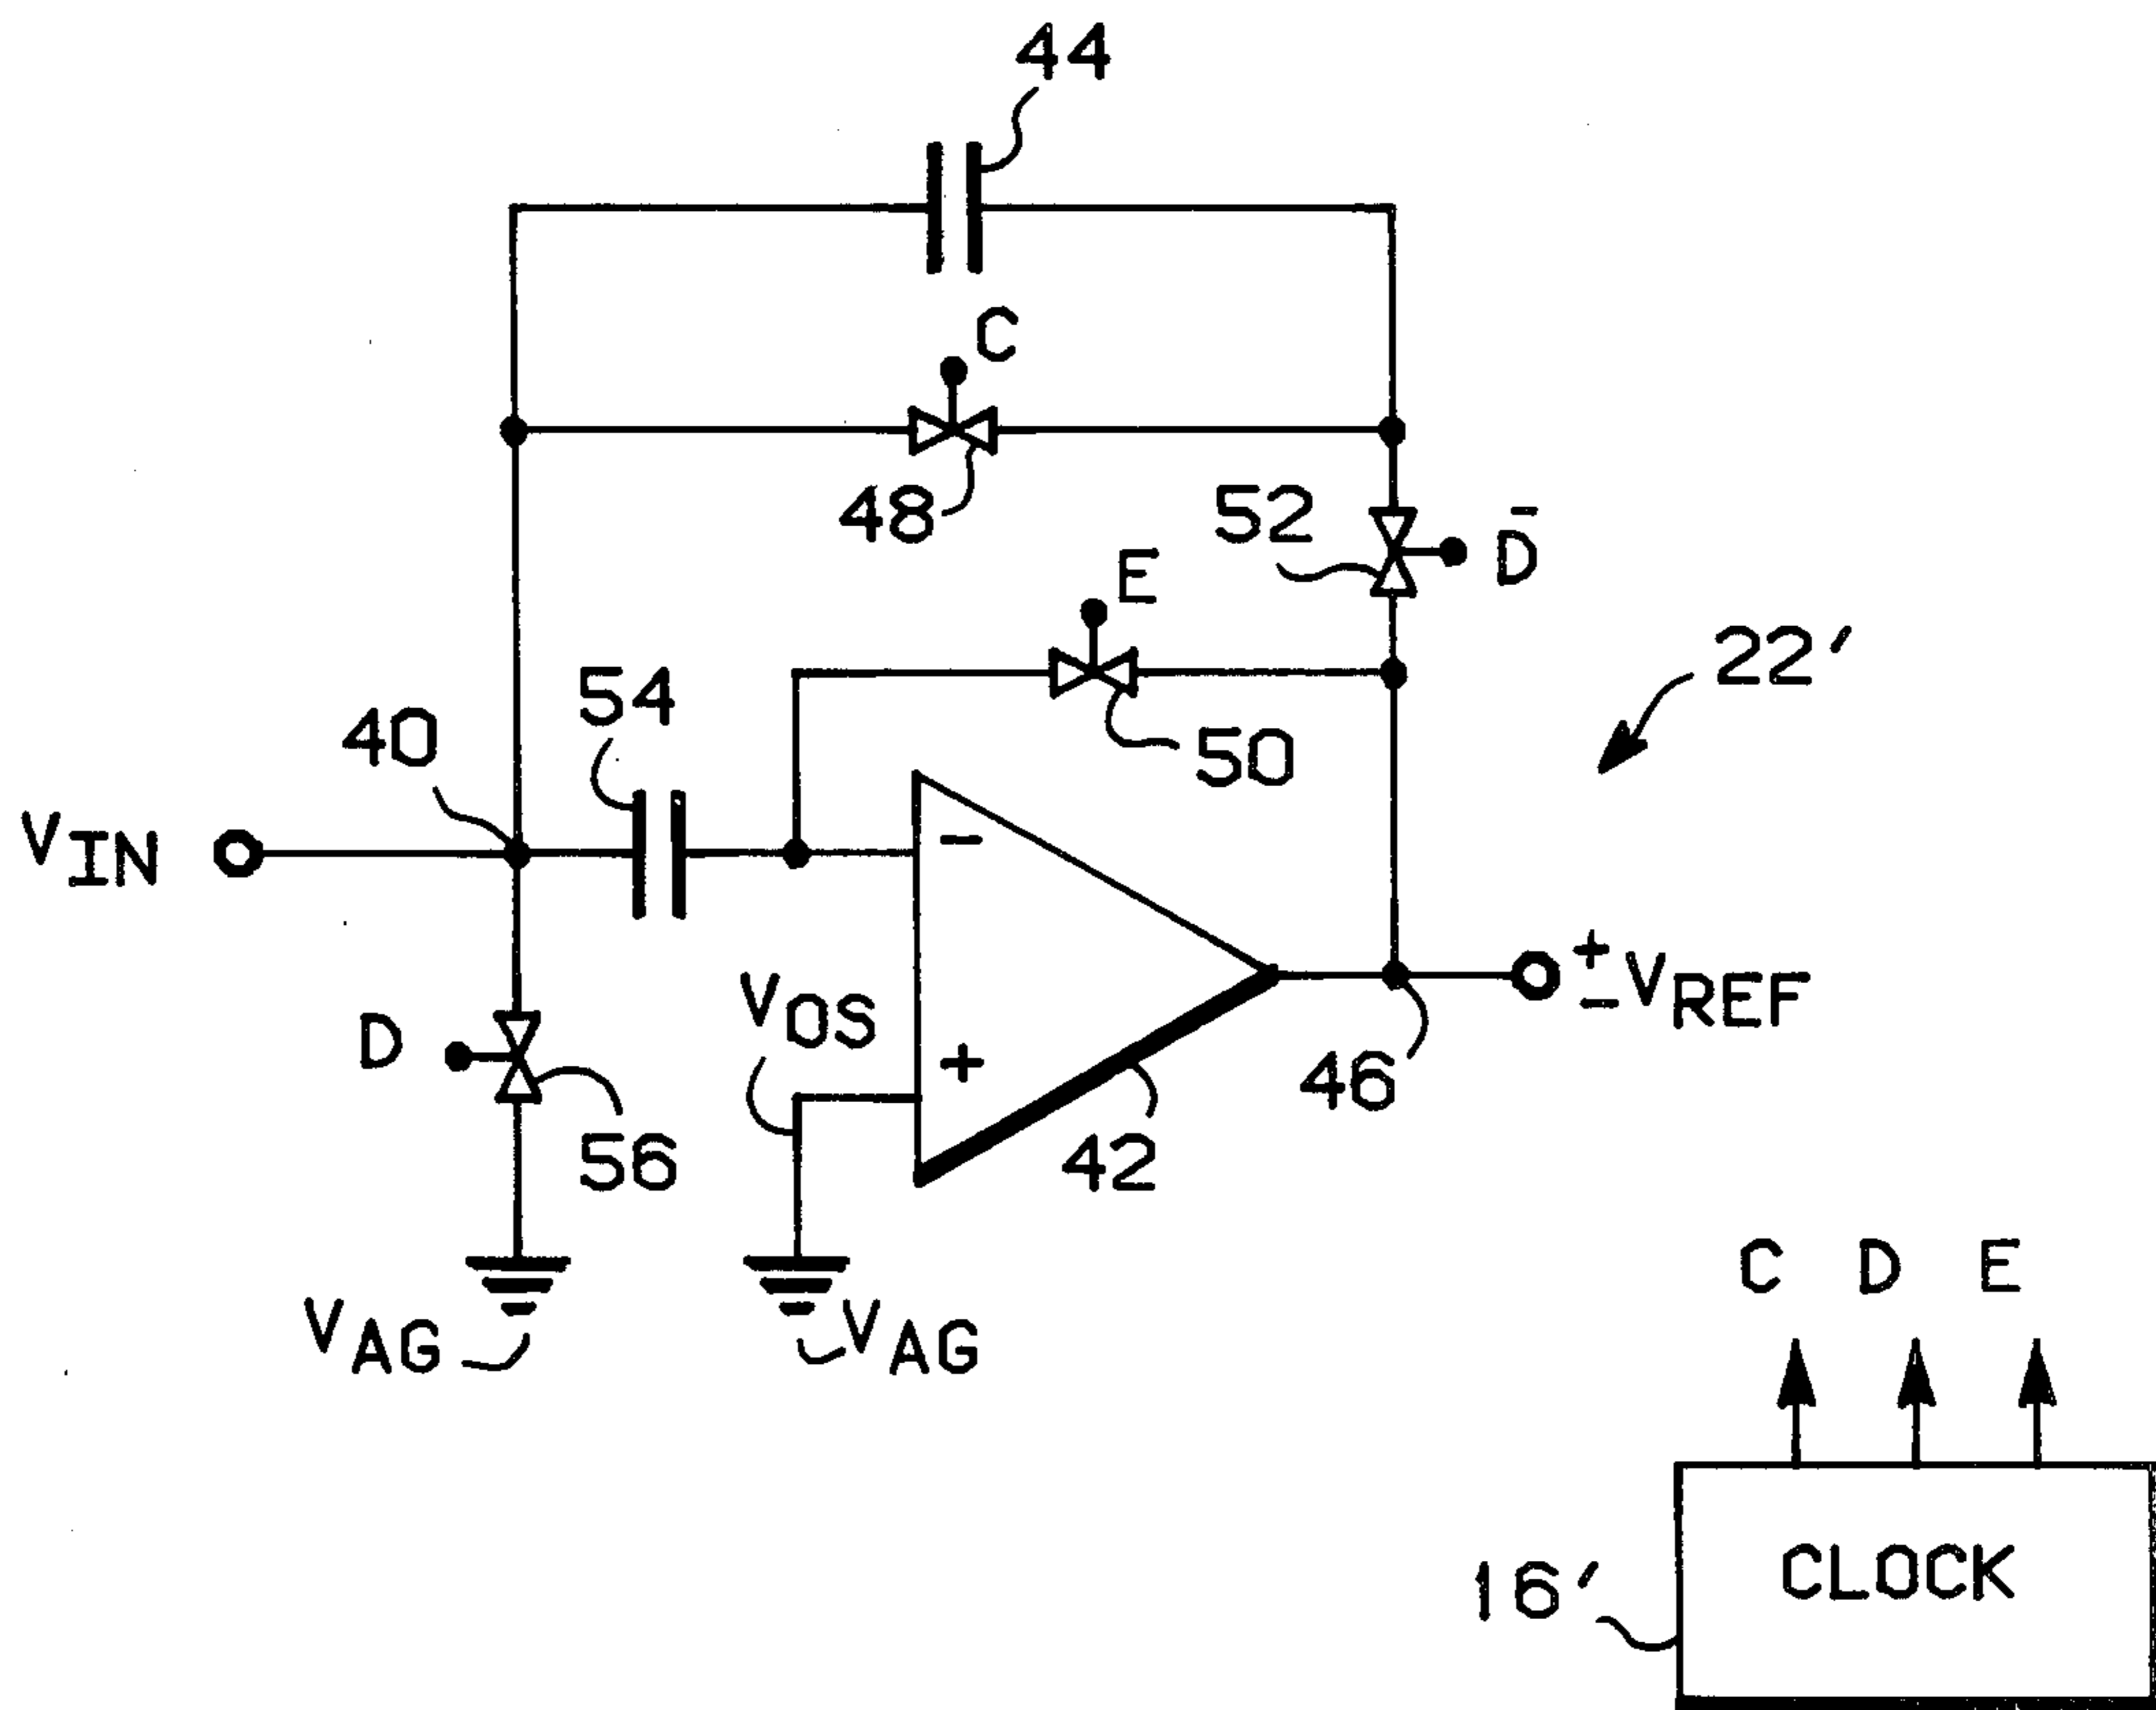 44
C
48
52
D̄
E
22'
54
50
40
VIN
-
VOS
+
±VREF
D
46
56
42
VAG
VAG
C D E
CLOCK
16'